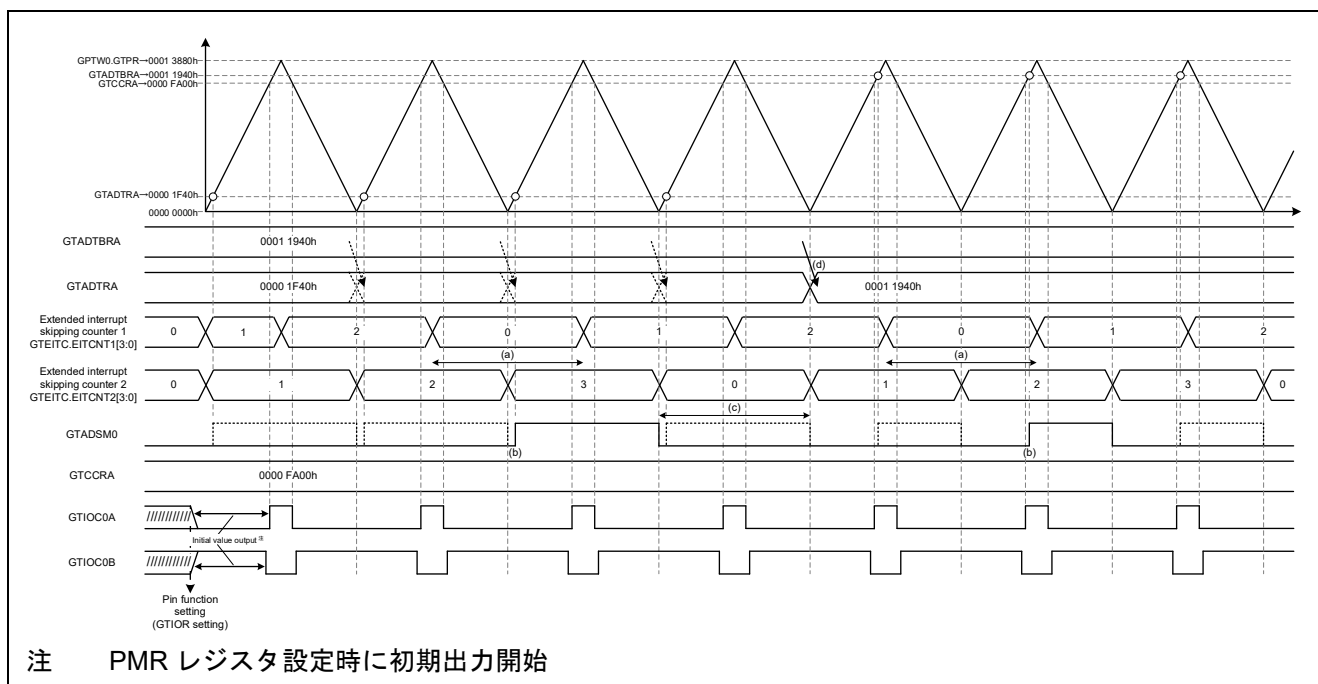 GPTW0.GTPR→0001 3880h
GTADTBRA→0001 1940h
GTCCRA→0000 FA00h
GTADTRA→0000 1F40h
0000 0000h
GTADTBRA 0001 1940h
(d)
GTADTRA 0000 1F40h 0001 1940h
Extended interrupt
skipping counter 1
GTEITC.EITCNT1[3:0]
0 1 2 0 1 2 0 1 2
(a) (a)
Extended interrupt
skipping counter 2
GTEITC.EITCNT2[3:0]
0 1 2 3 0 1 2 3 0
(c)
GTADSM0
(b) (b)
GTCCRA 0000 FA00h
GTIOC0A
Initial value output 注
GTIOC0B
Pin function
setting
(GTIOR setting)
注 PMR レジスタ設定時に初期出力開始